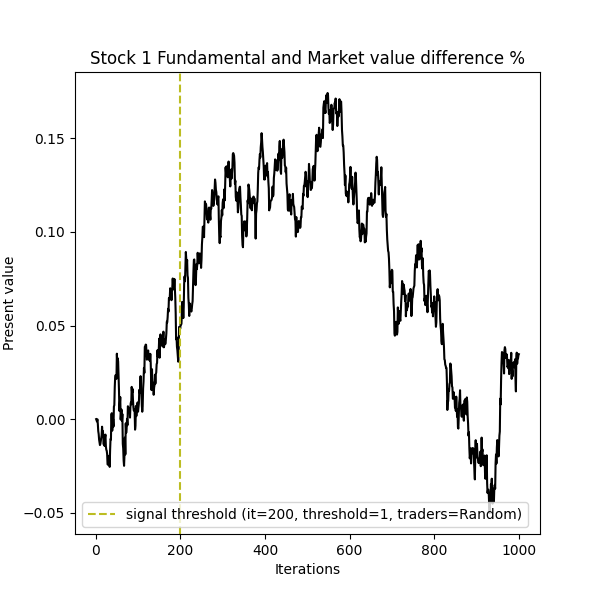 Stock 1 Fundamental and Market value difference %
Present value
0.15
0.10
0.05
0.00
−0.05
signal threshold (it=200, threshold=1, traders=Random)
0
200
400
600
800
1000
Iterations